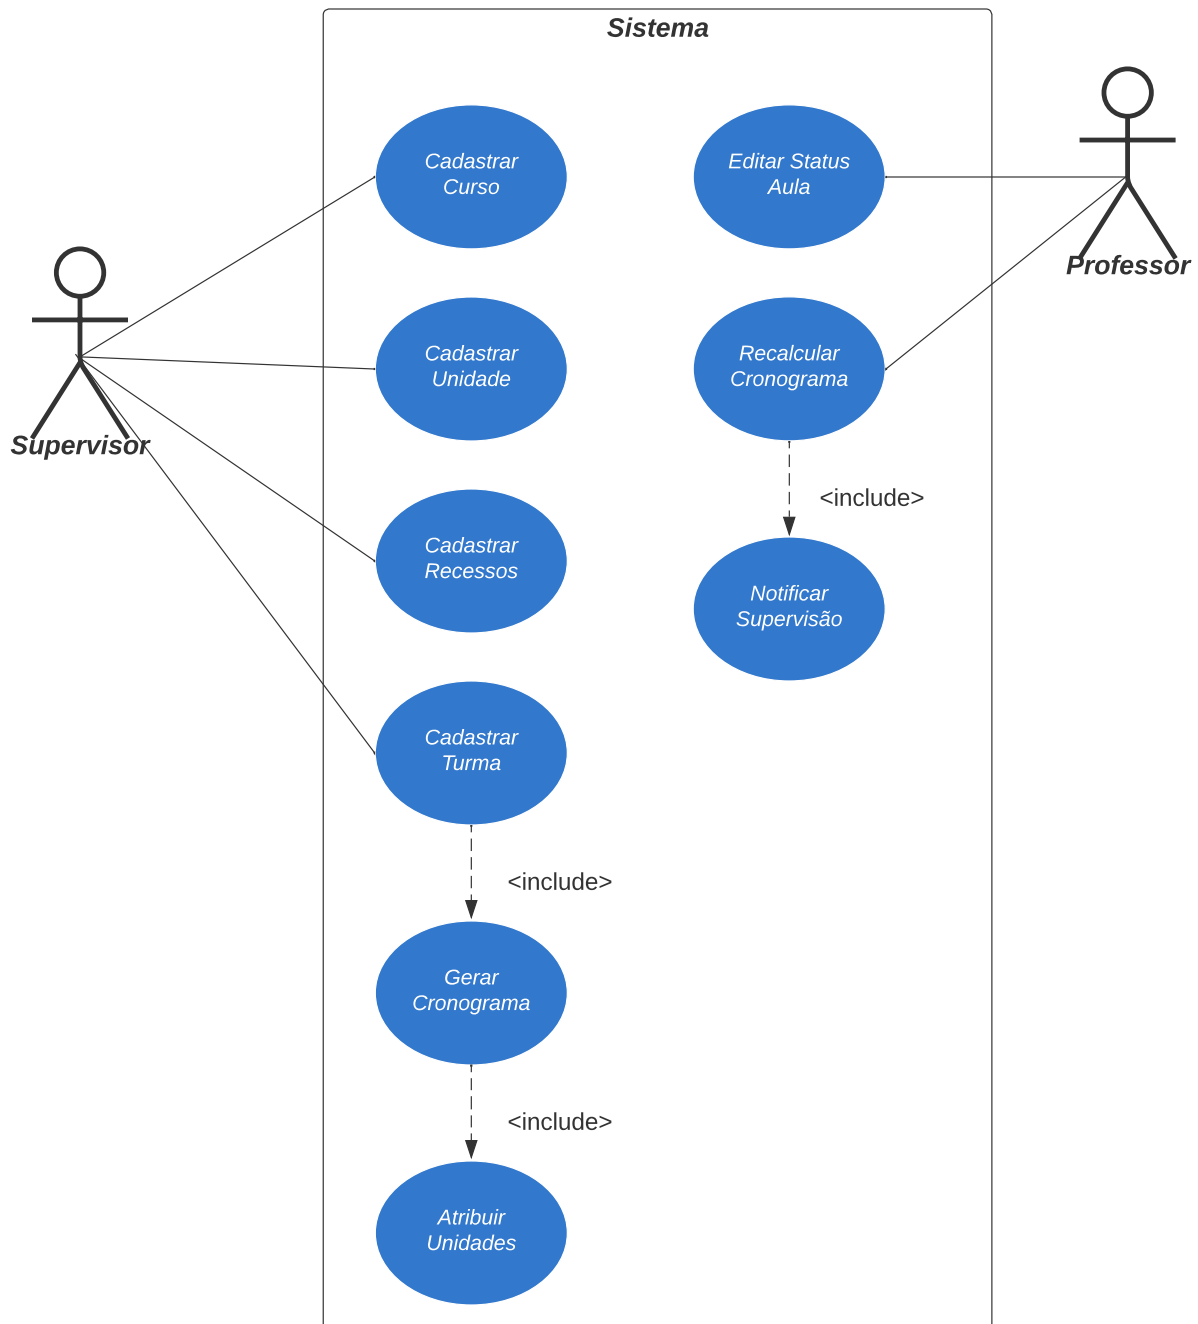 Sistema
Cadastrar
Curso
Editar Status
Aula
Professor
Cadastrar
Unidade
Recalcular
Cronograma
Supervisor
<include>
Cadastrar
Recessos
Notificar
Supervisão
Cadastrar
Turma
<include>
Gerar
Cronograma
<include>
Atribuir
Unidades